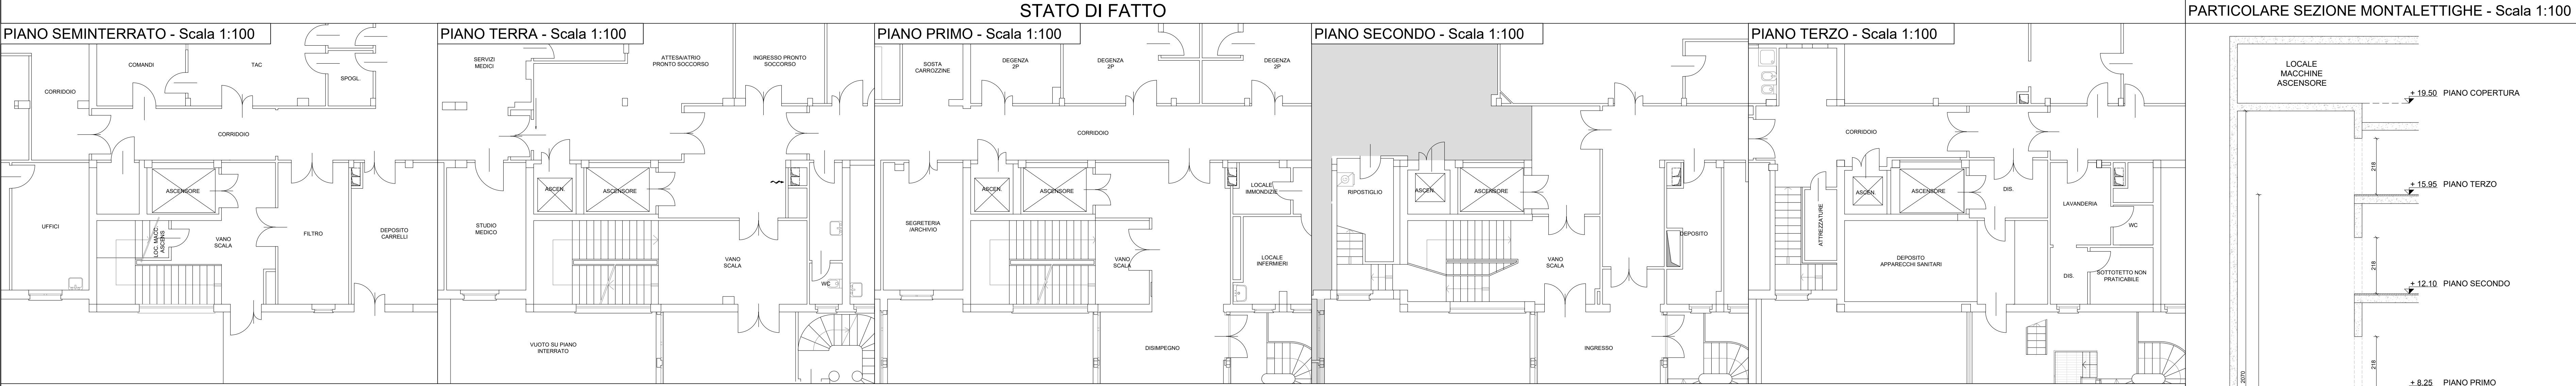 STATO DI FATTO
PIANO SEMINTERRATO - Scala 1:100
COMANDI
TAC
SPOGL.
CORRIDOIO
CORRIDOIO
ASCENSORE
UFFICI
LOC. MACC.
ASCENS
VANO
SCALA
FILTRO
DEPOSITO
CARRELLI
PIANO TERRA - Scala 1:100
SERVIZI
MEDICI
ATTESA/ATRIO
PRONTO SOCCORSO
INGRESSO PRONTO
SOCCORSO
ASCEN.
ASCENSORE
STUDIO
MEDICO
VANO
SCALA
WC
VUOTO SU PIANO
INTERRATO
PIANO PRIMO - Scala 1:100
SOSTA
CARROZZINE
DEGENZA
2P
DEGENZA
2P
DEGENZA
2P
CORRIDOIO
ASCEN.
ASCENSORE
LOCALE
IMMONDIZIE
SEGRETERIA
/ARCHIVIO
VANO
SCALA
LOCALE
INFERMIERI
DISIMPEGNO
PIANO SECONDO - Scala 1:100
RIPOSTIGLIO
ASCEN.
ASCENSORE
DEPOSITO
VANO
SCALA
INGRESSO
PIANO TERZO - Scala 1:100
CORRIDOIO
ASCEN.
ASCENSORE
DIS.
LAVANDERIA
ATTREZZATURE
WC
DEPOSITO
APPARECCHI SANITARI
DIS.
SOTTOTETTO NON
PRATICABILE
PARTICOLARE SEZIONE MONTALETTIGHE - Scala 1:100
LOCALE
MACCHINE
ASCENSORE
+ 19.50 PIANO COPERTURA
218
+ 15.95 PIANO TERZO
218
+ 12.10 PIANO SECONDO
218
2070
+ 8.25 PIANO PRIMO